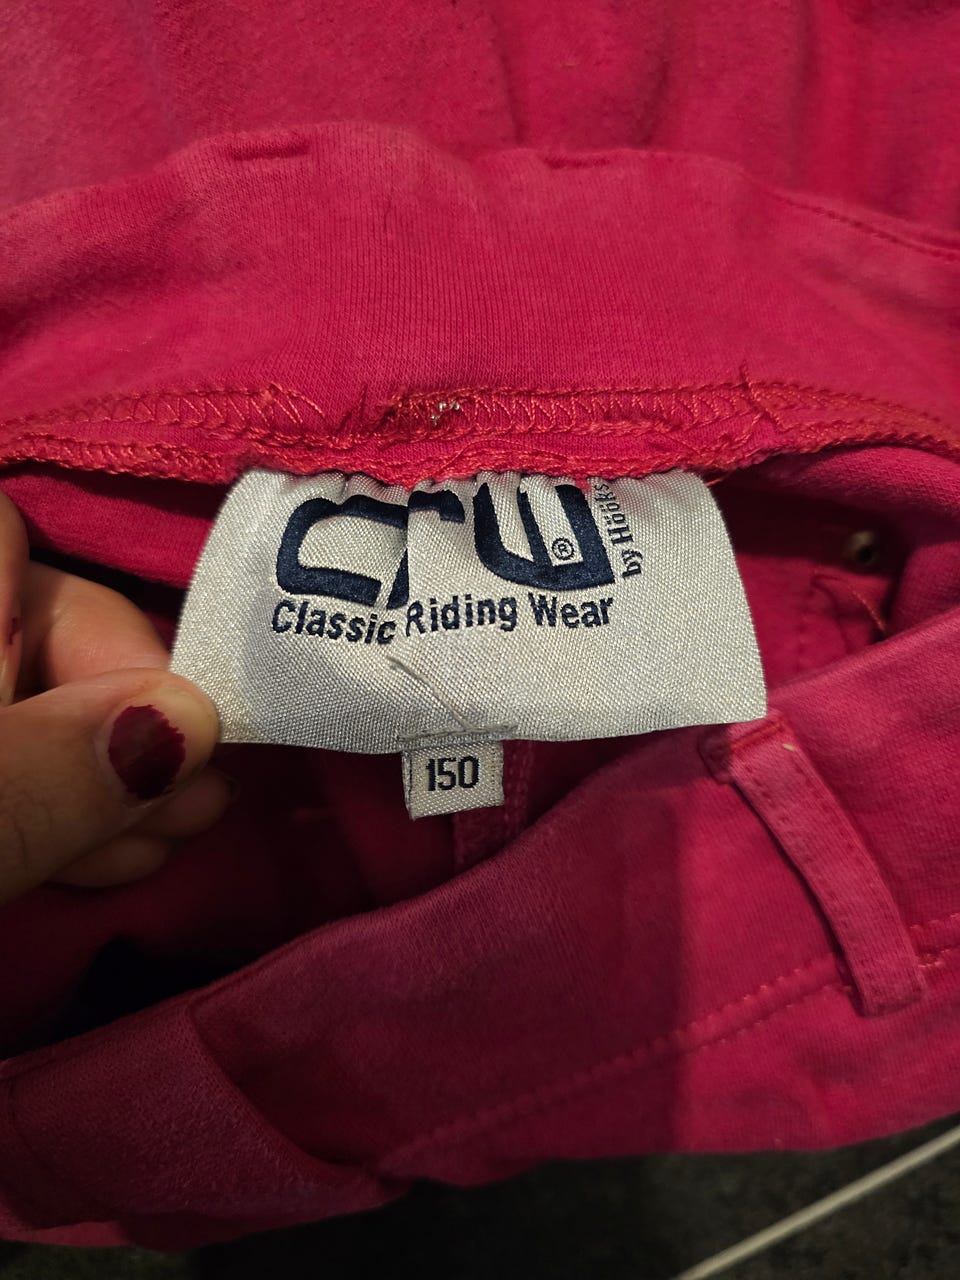 CRW®
by Hööks
Classic Riding Wear
150